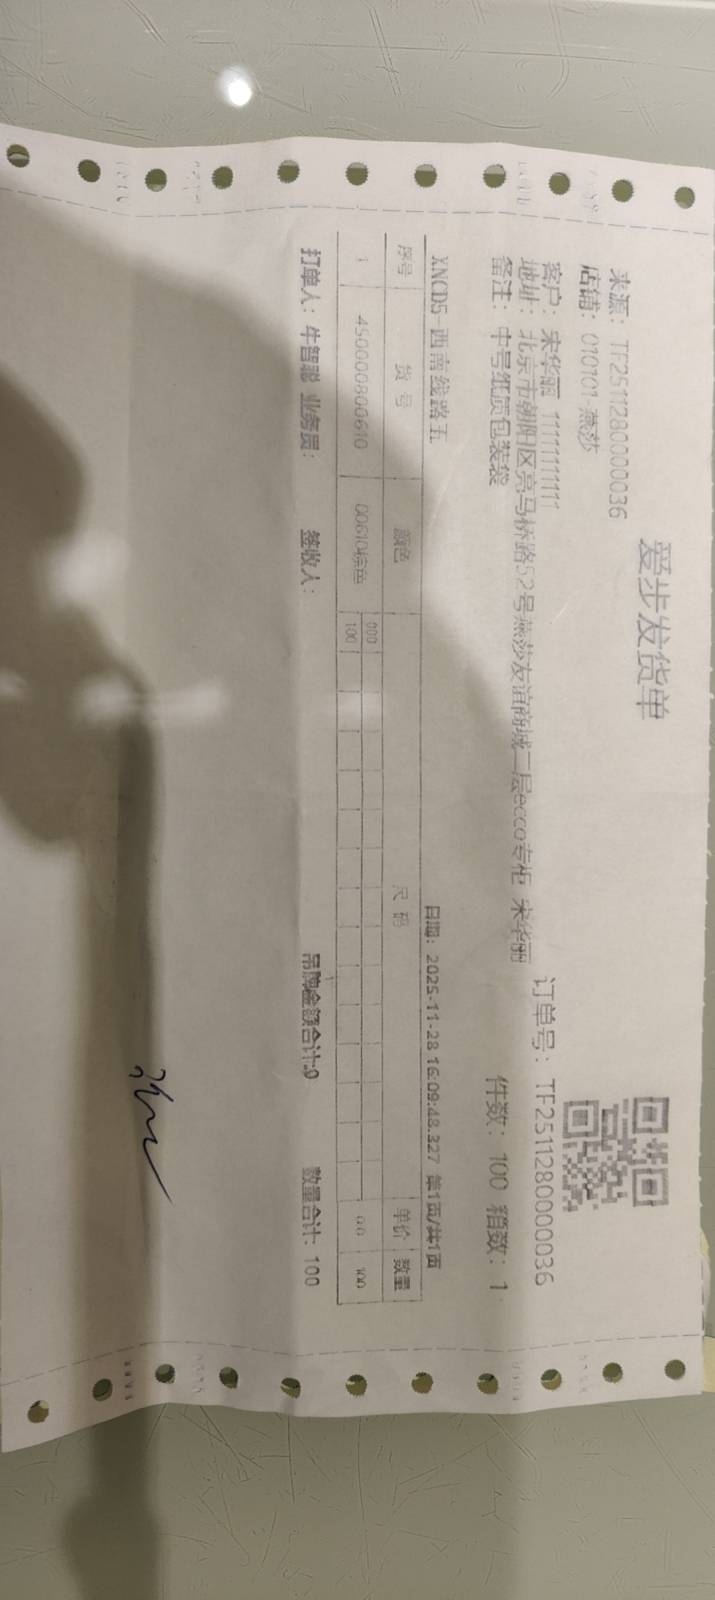 爱步发货单
来源：TF2511280000036
店铺：010101-燕莎
客户：宋华丽 11111111111 订单号：TF2511280000036
地址：北京市朝阳区亮马桥路52号燕莎友谊商城二层ecco专柜 宋华丽
备注：中号纸质包装袋 件数：100 箱数：1
XNCD5-西南线路五 日期：2025-11-28 16:09:48.327 第1页/共1页
序号 货号 颜色 尺码 单价 数量
000
1 450000800610 00610棕色 100 0.0 100
打单人：牛智聪 业务员： 签收人： 吊牌金额合计:0 数量合计：100